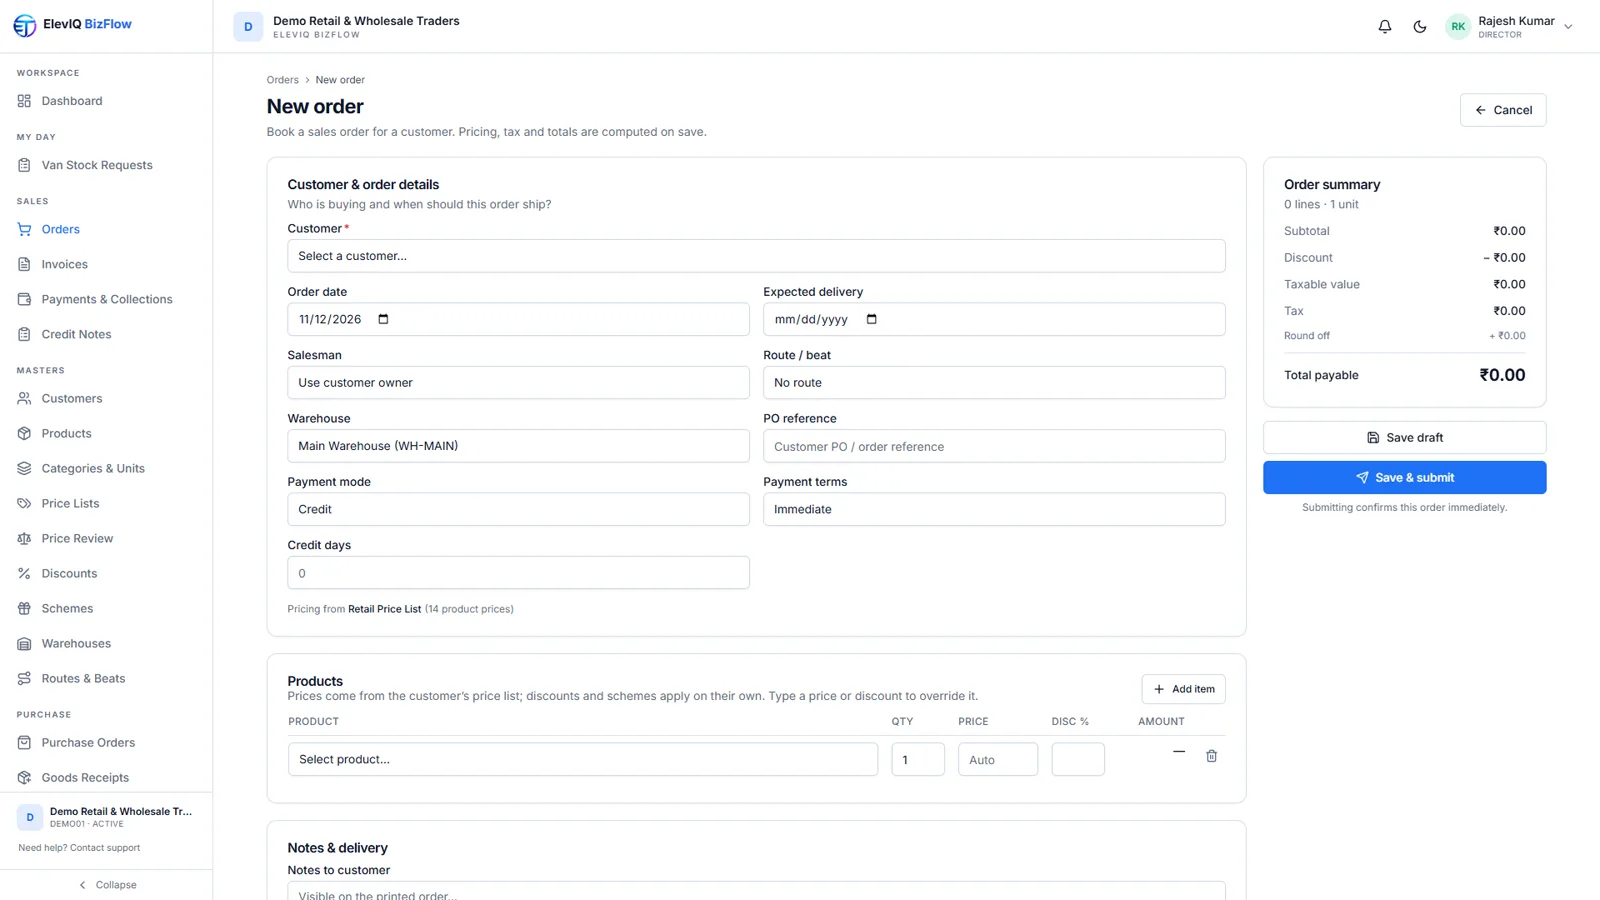 ElevIQ BizFlow
WORKSPACE
Dashboard
MY DAY
Van Stock Requests
SALES
Orders
Invoices
Payments & Collections
Credit Notes
MASTERS
Customers
Products
Categories & Units
Price Lists
Price Review
Discounts
Schemes
Warehouses
Routes & Beats
PURCHASE
Purchase Orders
Goods Receipts
D
Demo Retail & Wholesale Tr...
DEMO01 · ACTIVE
Need help? Contact support
Collapse
D
Demo Retail & Wholesale Traders
ELEVIQ BIZFLOW
RK
Rajesh Kumar
DIRECTOR
Orders > New order
New order
Book a sales order for a customer. Pricing, tax and totals are computed on save.
Cancel
Customer & order details
Who is buying and when should this order ship?
Customer*
Select a customer...
Order date
Expected delivery
11/12/2026
mm/dd/yyyy
Salesman
Route / beat
Use customer owner
No route
Warehouse
PO reference
Main Warehouse (WH-MAIN)
Customer PO / order reference
Payment mode
Payment terms
Credit
Immediate
Credit days
0
Pricing from Retail Price List (14 product prices)
Products
Prices come from the customer's price list; discounts and schemes apply on their own. Type a price or discount to override it.
+ Add item
PRODUCT QTY PRICE DISC % AMOUNT
Select product... 1 Auto —
Notes & delivery
Notes to customer
Visible on the printed order...
Order summary
0 lines · 1 unit
Subtotal ₹0.00
Discount − ₹0.00
Taxable value ₹0.00
Tax ₹0.00
Round off + ₹0.00
Total payable ₹0.00
Save draft
Save & submit
Submitting confirms this order immediately.